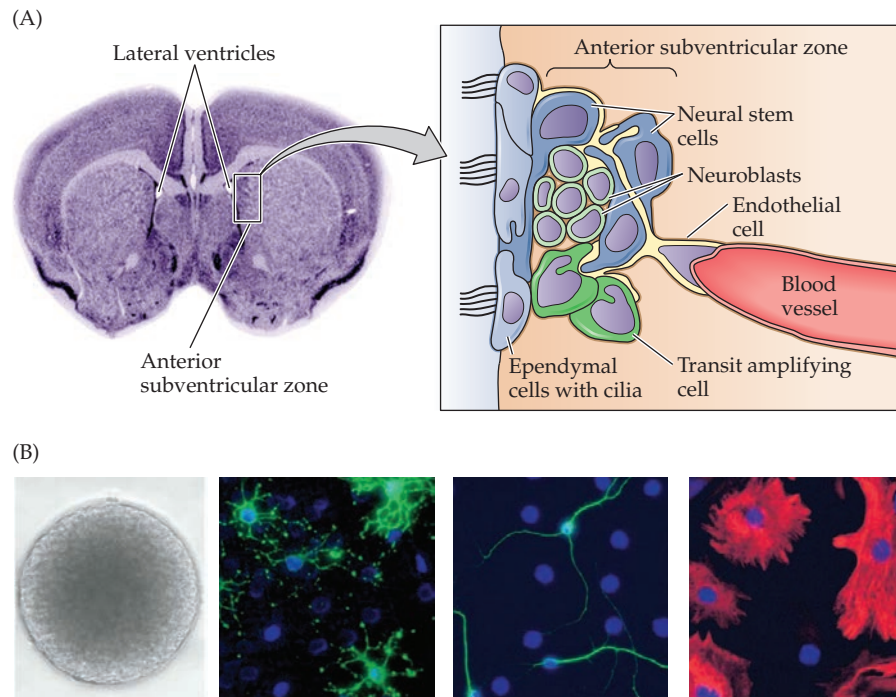 (A)
Lateral ventricles
Anterior
subventricular zone
Anterior subventricular zone
Neural stem
cells
Neuroblasts
Endothelial
cell
Blood
vessel
Ependymal
cells with cilia
Transit amplifying
cell
(B)